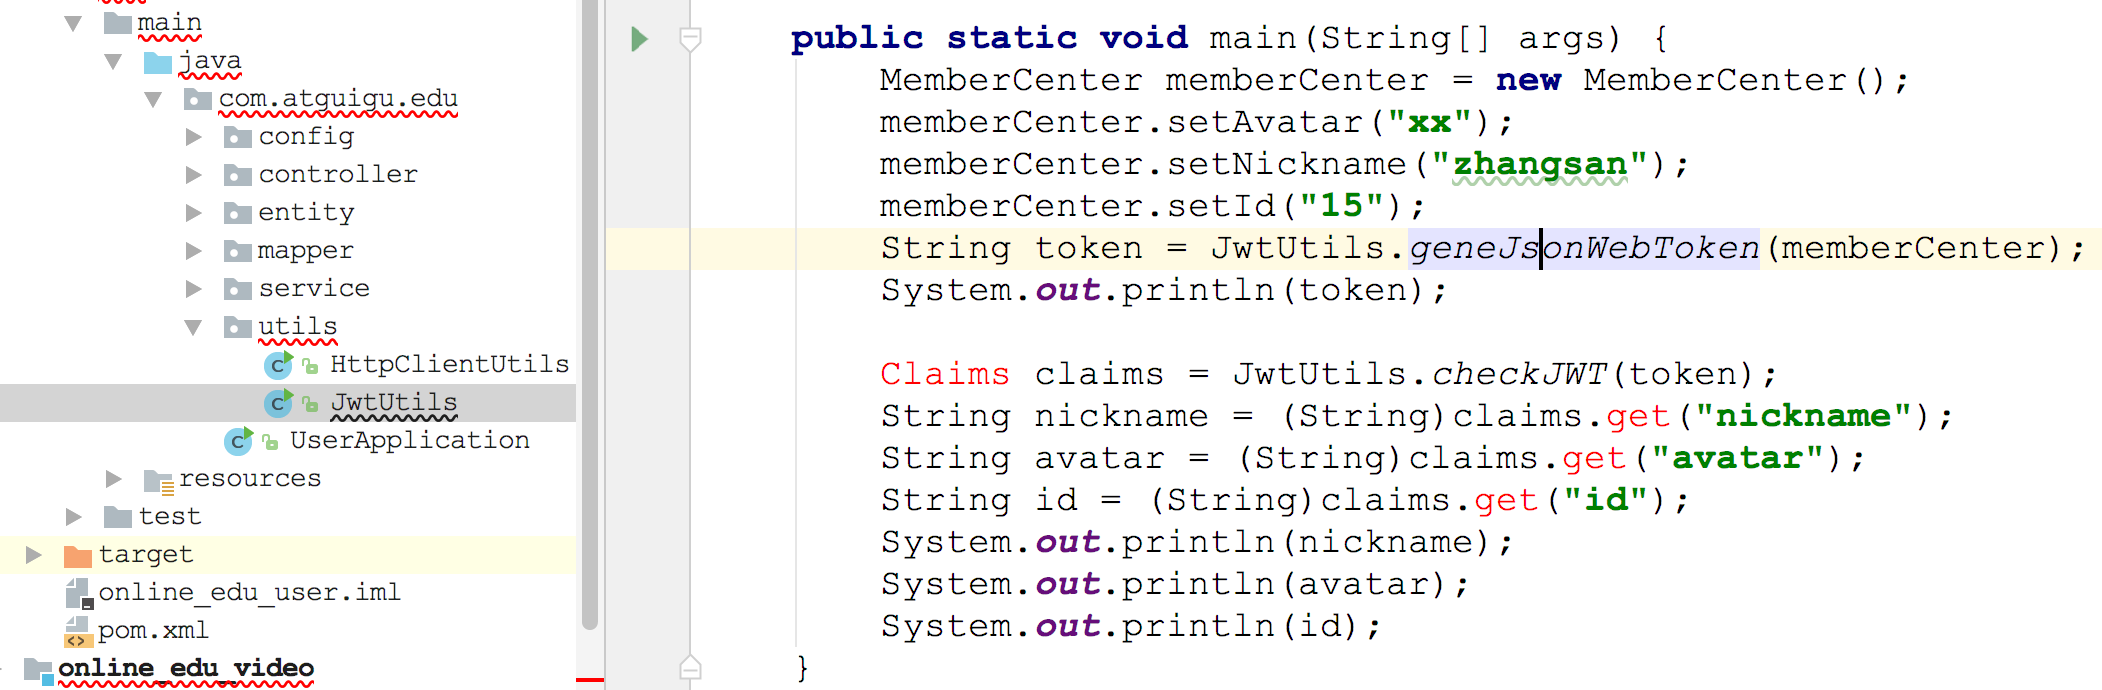 main
java
com.atguigu.edu
config
controller
entity
mapper
service
utils
HttpClientUtils
JwtUtils
UserApplication
resources
test
target
online_edu_user.iml
pom.xml
online_edu_video
public static void main(String[] args) {
MemberCenter memberCenter = new MemberCenter();
memberCenter.setAvatar("xx");
memberCenter.setNickname("zhangsan");
memberCenter.setId("15");
String token = JwtUtils.geneJsonWebToken(memberCenter);
System.out.println(token);
Claims claims = JwtUtils.checkJWT(token);
String nickname = (String)claims.get("nickname");
String avatar = (String)claims.get("avatar");
String id = (String)claims.get("id");
System.out.println(nickname);
System.out.println(avatar);
System.out.println(id);
}